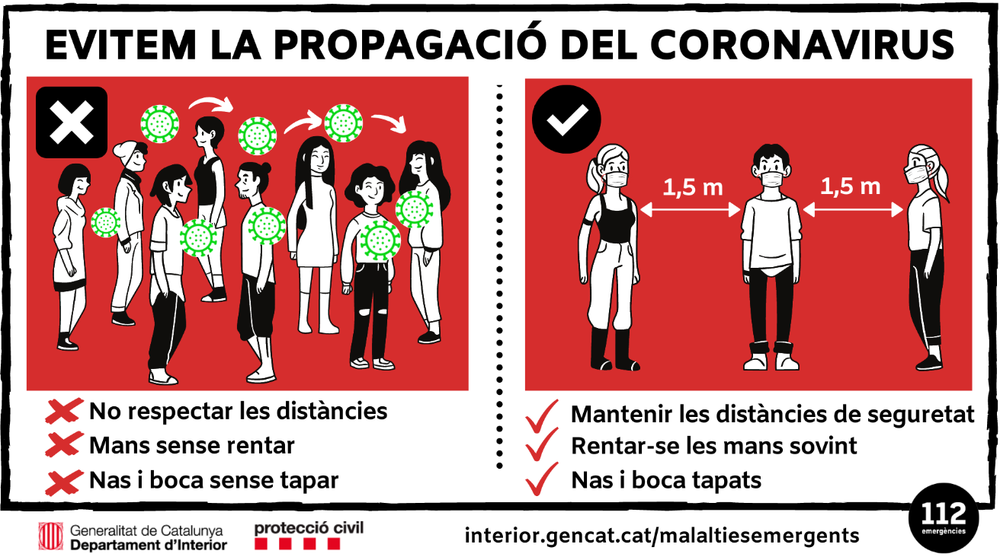 EVITEM LA PROPAGACIÓ DEL CORONAVIRUS
1,5 m
1,5 m
No respectar les distàncies
Mans sense rentar
Nas i boca sense tapar
Mantenir les distàncies de seguretat
Rentar-se les mans sovint
Nas i boca tapats
Generalitat de Catalunya
Departament d'Interior
protecció civil
interior.gencat.cat/malaltiesemergents
112
emergències